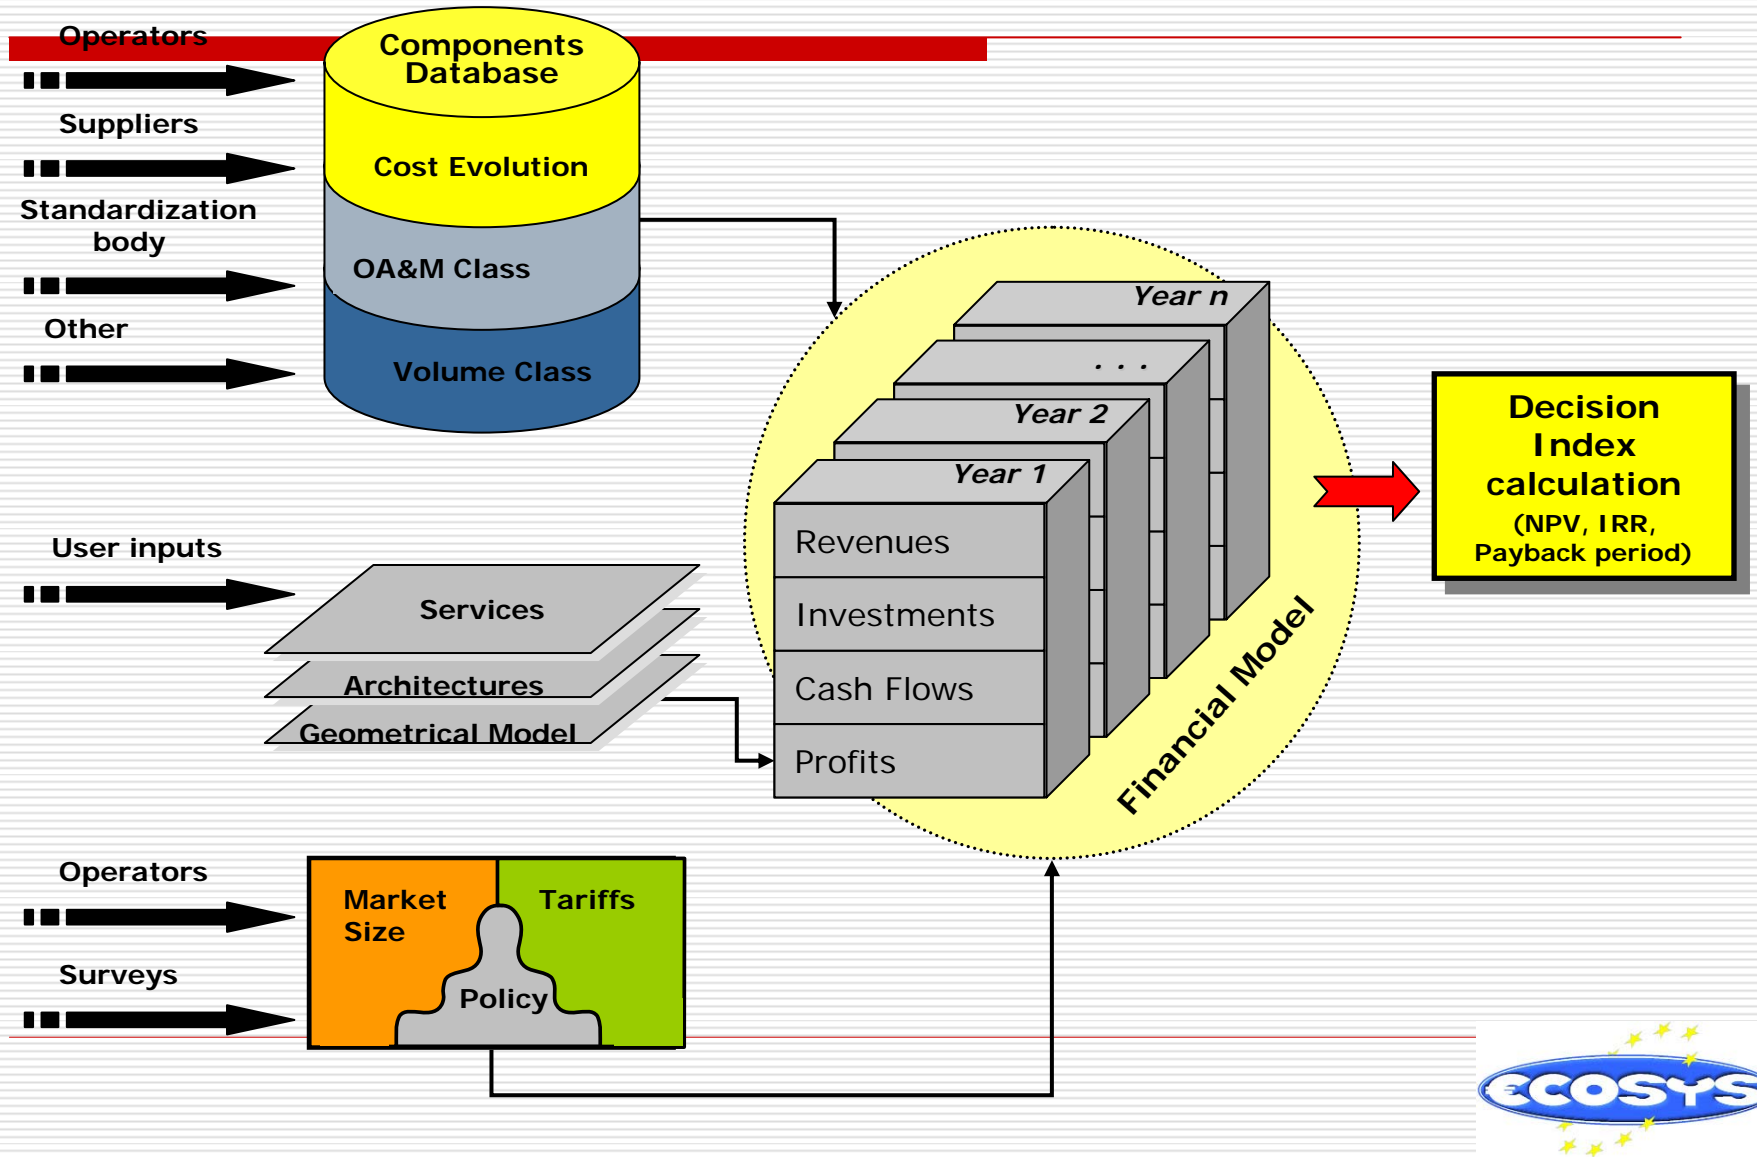 Operators
Suppliers
Standardization
body
Other
Components
Database
Cost Evolution
OA&M Class
Volume Class
User inputs
Services
Architectures
Geometrical Model
Operators
Surveys
Market
Size
Tariffs
Policy
Year n
. . .
Year 2
Year 1
Revenues
Investments
Cash Flows
Profits
Financial Model
Decision
Index
calculation
(NPV, IRR,
Payback period)
€COSYS